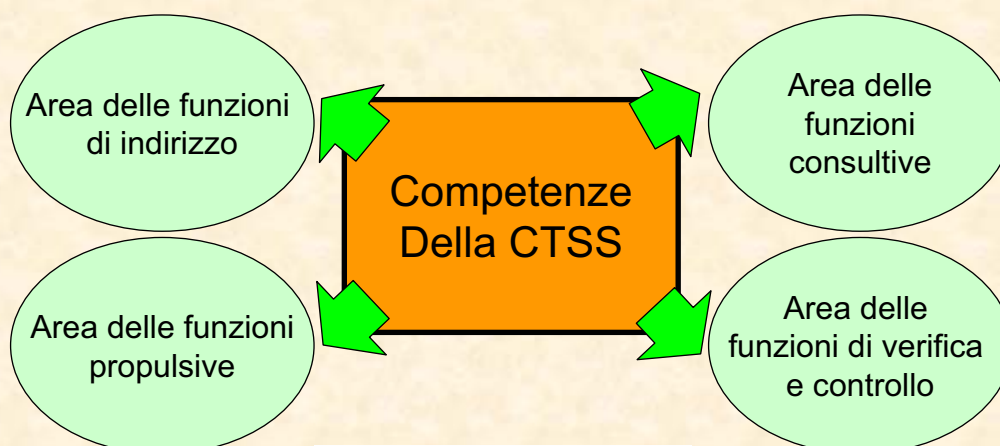 Area delle funzioni
di indirizzo
Area delle
funzioni
consultive
Competenze
Della CTSS
Area delle funzioni
propulsive
Area delle
funzioni di verifica
e controllo